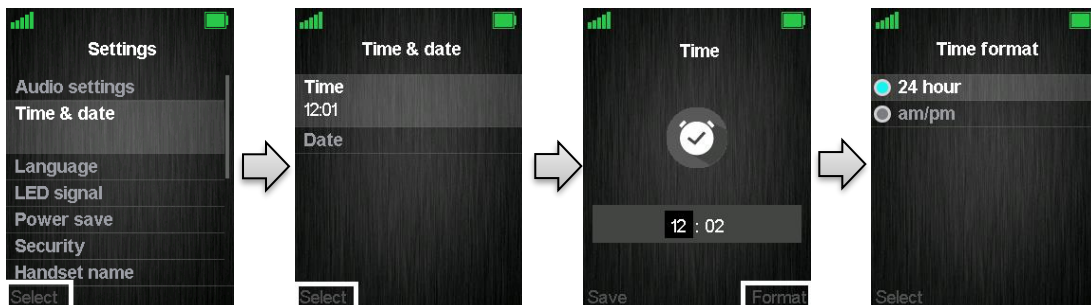 Settings
Audio settings
Time & date
Language
LED signal
Power save
Security
Handset name
Select
Time & date
Time
12:01
Date
Select
Time
12 : 02
Save
Format
Time format
24 hour
am/pm
Select